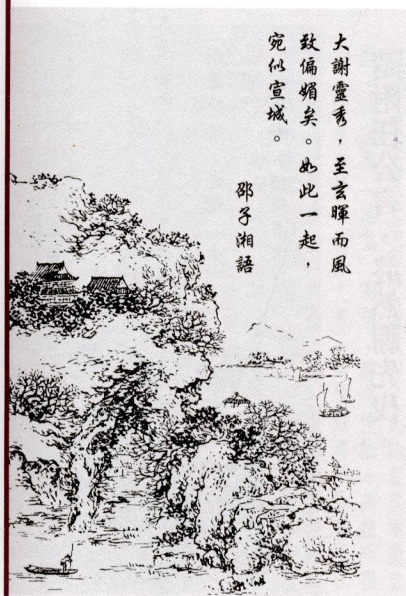 大謝靈秀，至玄暉而風
致偏媚矣。如此一起，
宛似宣城。
邵子湘語